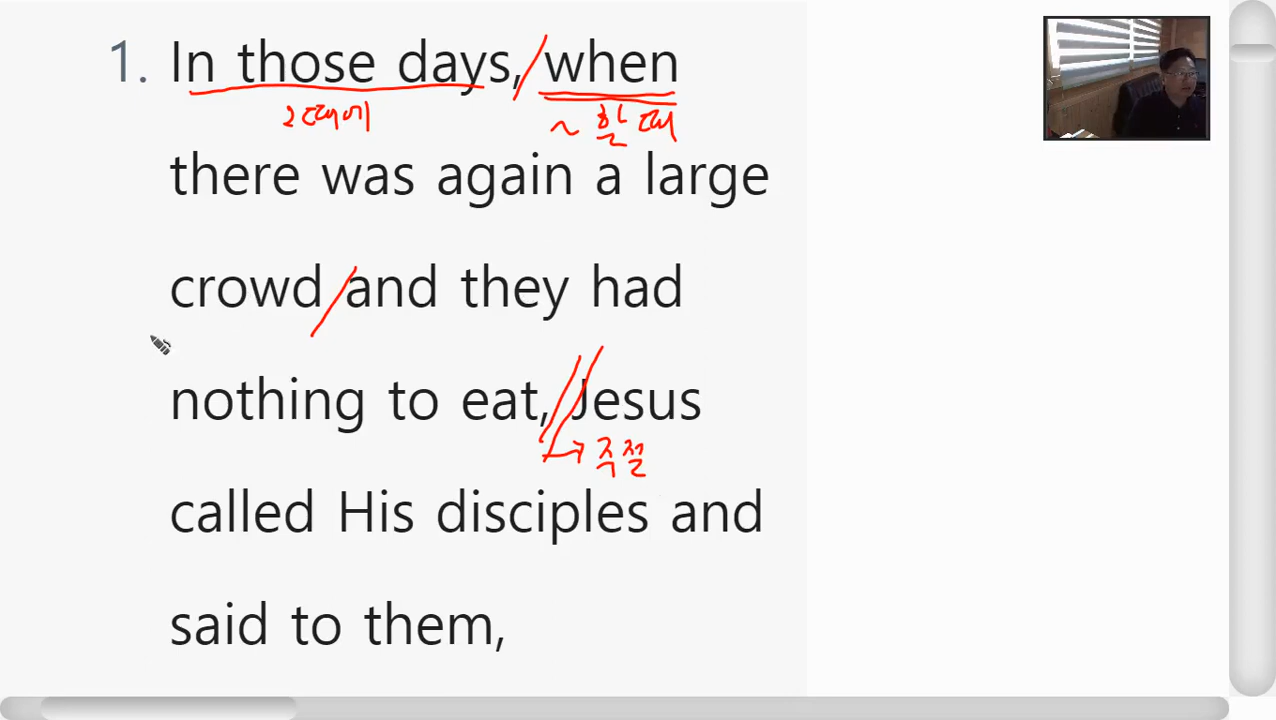 1. In those days, when
그때에 ~ 할 때
there was again a large
crowd and they had
nothing to eat, Jesus
→ 주절
called His disciples and
said to them,